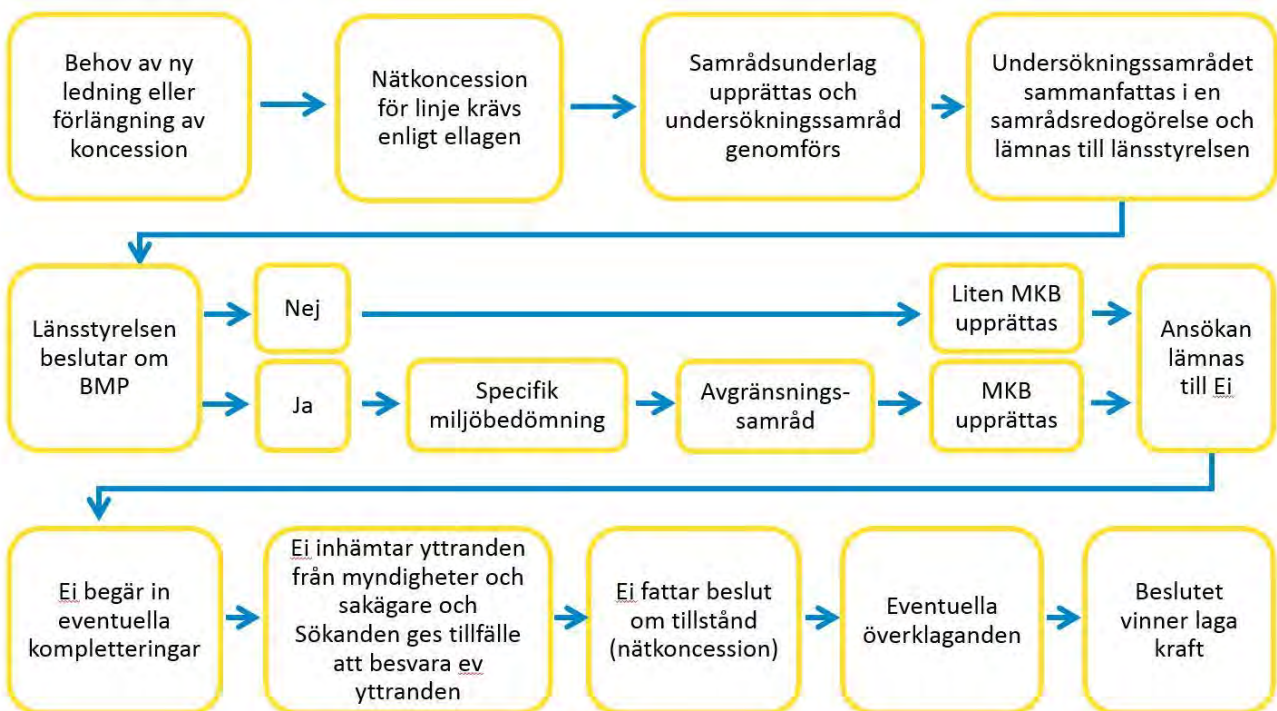 Behov av ny
ledning eller
förlängning av
koncession
Nätkoncession
för linje krävs
enligt ellagen
Samrådsunderlag
upprättas och
undersökningssamråd
genomförs
Undersökningssamrådet
sammanfattas i en
samrådsredogörelse och
lämnas till länsstyrelsen
Länsstyrelsen
beslutar om
BMP
Nej
Liten MKB
upprättas
Ja
Specifik
miljöbedömning
Avgränsnings-
samråd
MKB
upprättas
Ansökan
lämnas
till Ei
Ei begär in
eventuella
kompletteringar
Ei inhämtar yttranden
från myndigheter och
sakägare och
Sökanden ges tillfälle
att besvara ev
yttranden
Ei fattar beslut
om tillstånd
(nätkoncession)
Eventuella
överklaganden
Beslutet
vinner laga
kraft